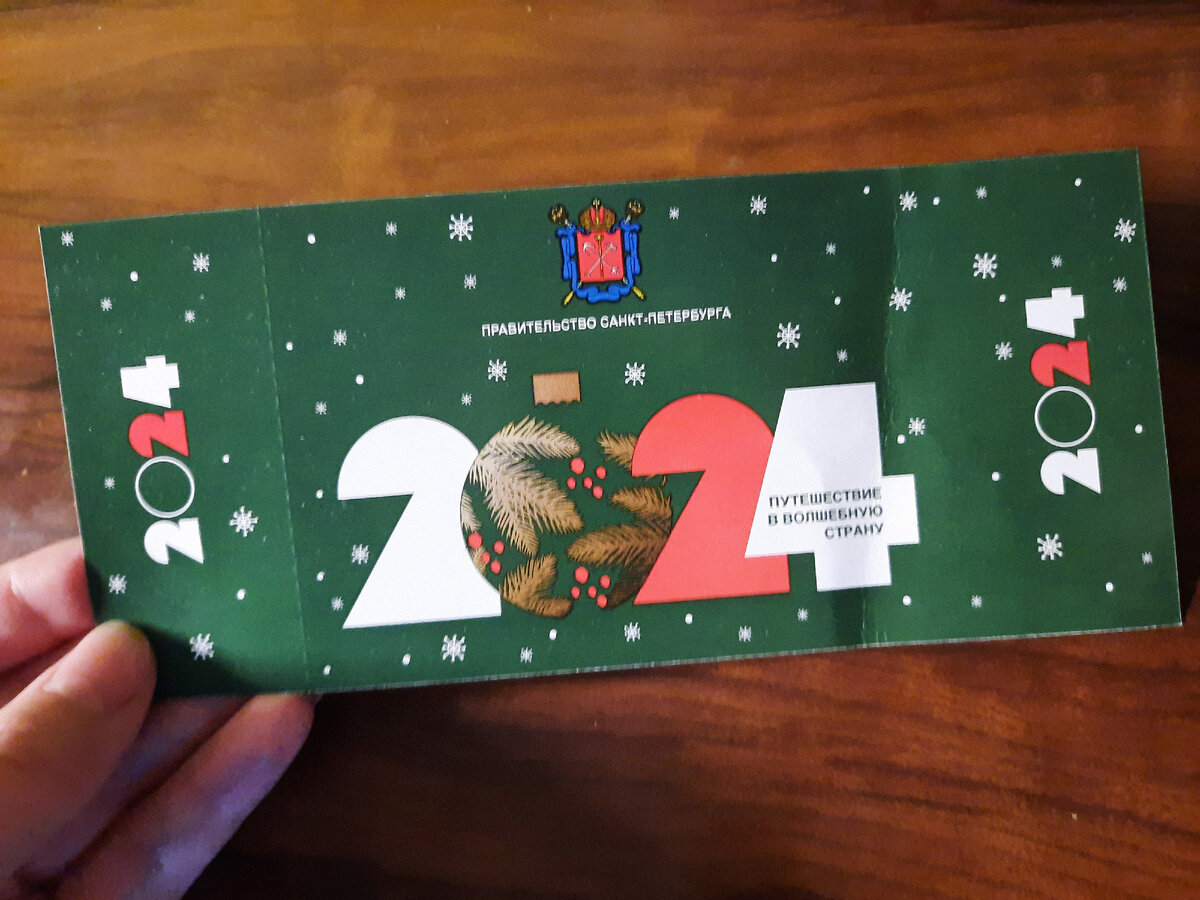 2024
ПРАВИТЕЛЬСТВО САНКТ-ПЕТЕРБУРГА
2024
ПУТЕШЕСТВИЕ
В ВОЛШЕБНУЮ
СТРАНУ
2024